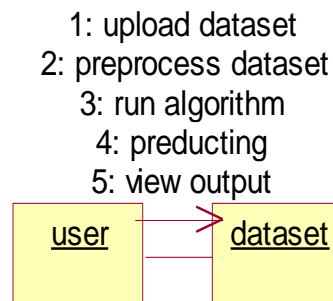 1: upload dataset
2: preprocess dataset
3: run algorithm
4: preducting
5: view output
user
dataset